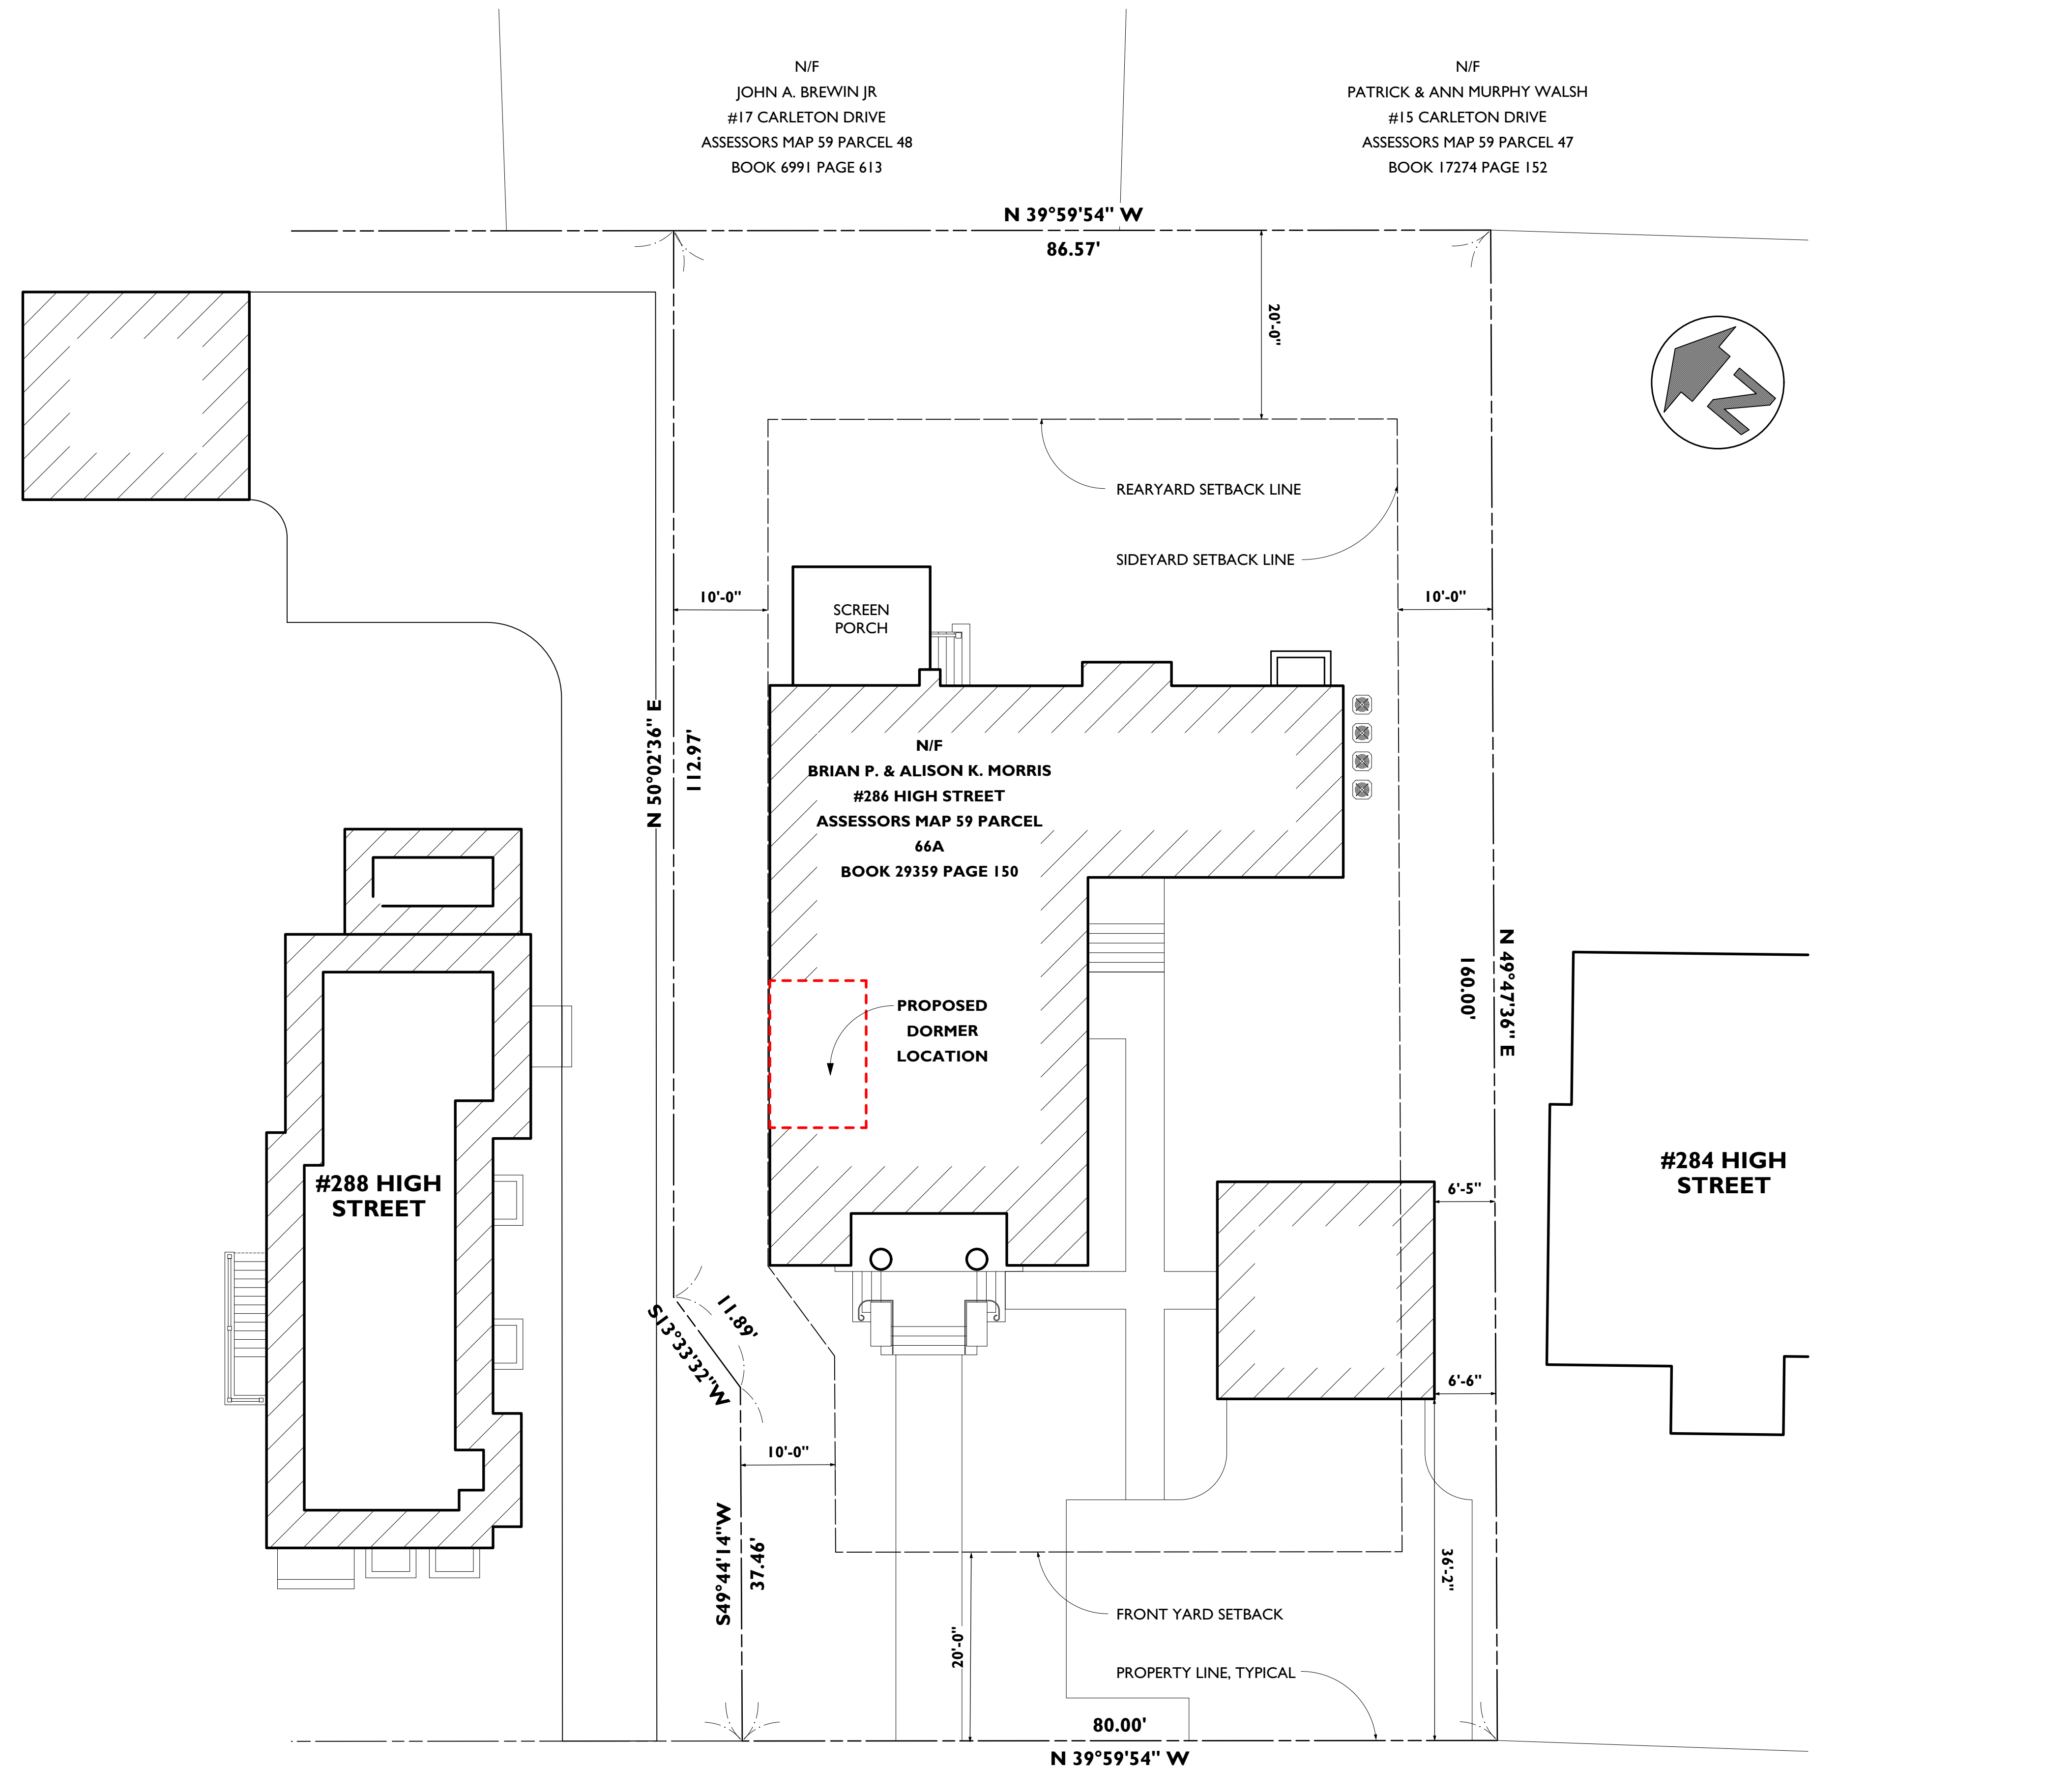 N/F
JOHN A. BREWIN JR
#17 CARLETON DRIVE
ASSESSORS MAP 59 PARCEL 48
BOOK 6991 PAGE 613
N/F
PATRICK & ANN MURPHY WALSH
#15 CARLETON DRIVE
ASSESSORS MAP 59 PARCEL 47
BOOK 17274 PAGE 152
N 39°59'54" W
86.57'
20'-0"
N
REARYARD SETBACK LINE
SIDEYARD SETBACK LINE
10'-0"
SCREEN
PORCH
10'-0"
N 50°02'36" E
112.97'
N/F
BRIAN P. & ALISON K. MORRIS
#286 HIGH STREET
ASSESSORS MAP 59 PARCEL
66A
BOOK 29359 PAGE 150
PROPOSED
DORMER
LOCATION
160.00'
N 49°47'36" E
#288 HIGH
STREET
#284 HIGH
STREET
6'-5"
11.89'
S13°33'32"W
6'-6"
10'-0"
S49°44'14"W
37.46'
36'-2"
FRONT YARD SETBACK
20'-0"
PROPERTY LINE, TYPICAL
80.00'
N 39°59'54" W